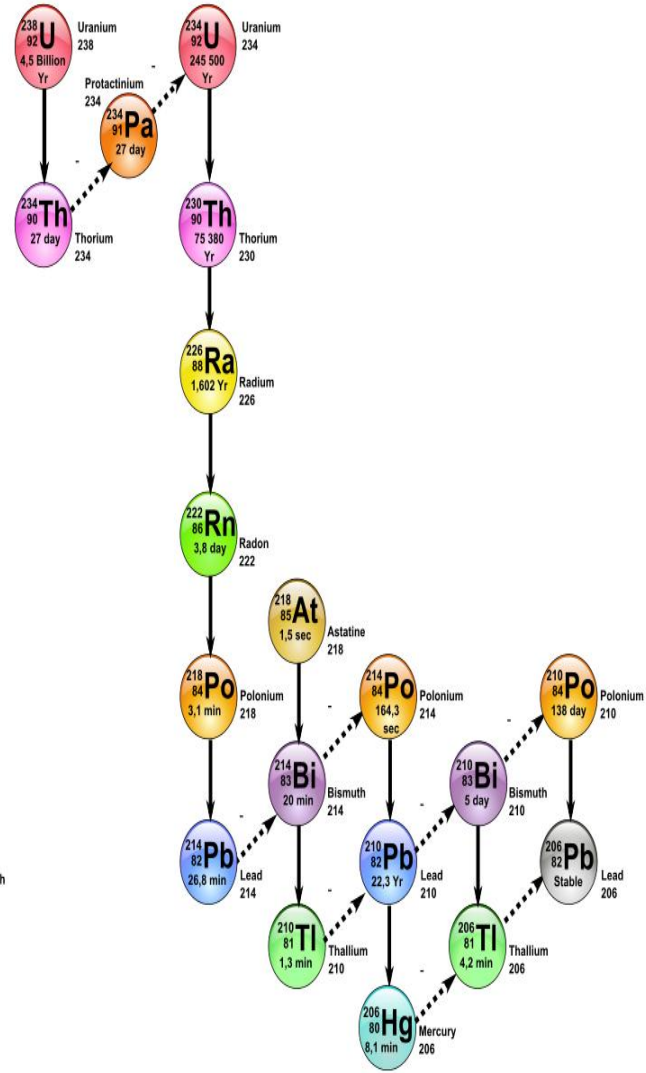 238
92 U
4,5 Billion
Yr
Uranium
238
234
92 U
245 500
Yr
Uranium
234
Protactinium
234
234
91 Pa
27 day
-
-
234
90 Th
27 day
Thorium
234
230
90 Th
75 380
Yr
Thorium
230
226
88 Ra
1,602 Yr
Radium
226
222
86 Rn
3,8 day
Radon
222
218
85 At
1,5 sec
Astatine
218
218
84 Po
3,1 min
Polonium
218
214
84 Po
164,3
sec
Polonium
214
210
84 Po
138 day
Polonium
210
-
-
214
83 Bi
20 min
Bismuth
214
210
83 Bi
5 day
Bismuth
210
-
-
214
82 Pb
26,8 min
Lead
214
210
82 Pb
22,3 Yr
Lead
210
206
82 Pb
Stable
Lead
206
h
-
210
81 Tl
1,3 min
Thallium
210
206
81 Tl
4,2 min
Thallium
206
-
206
80 Hg
8,1 min
Mercury
206